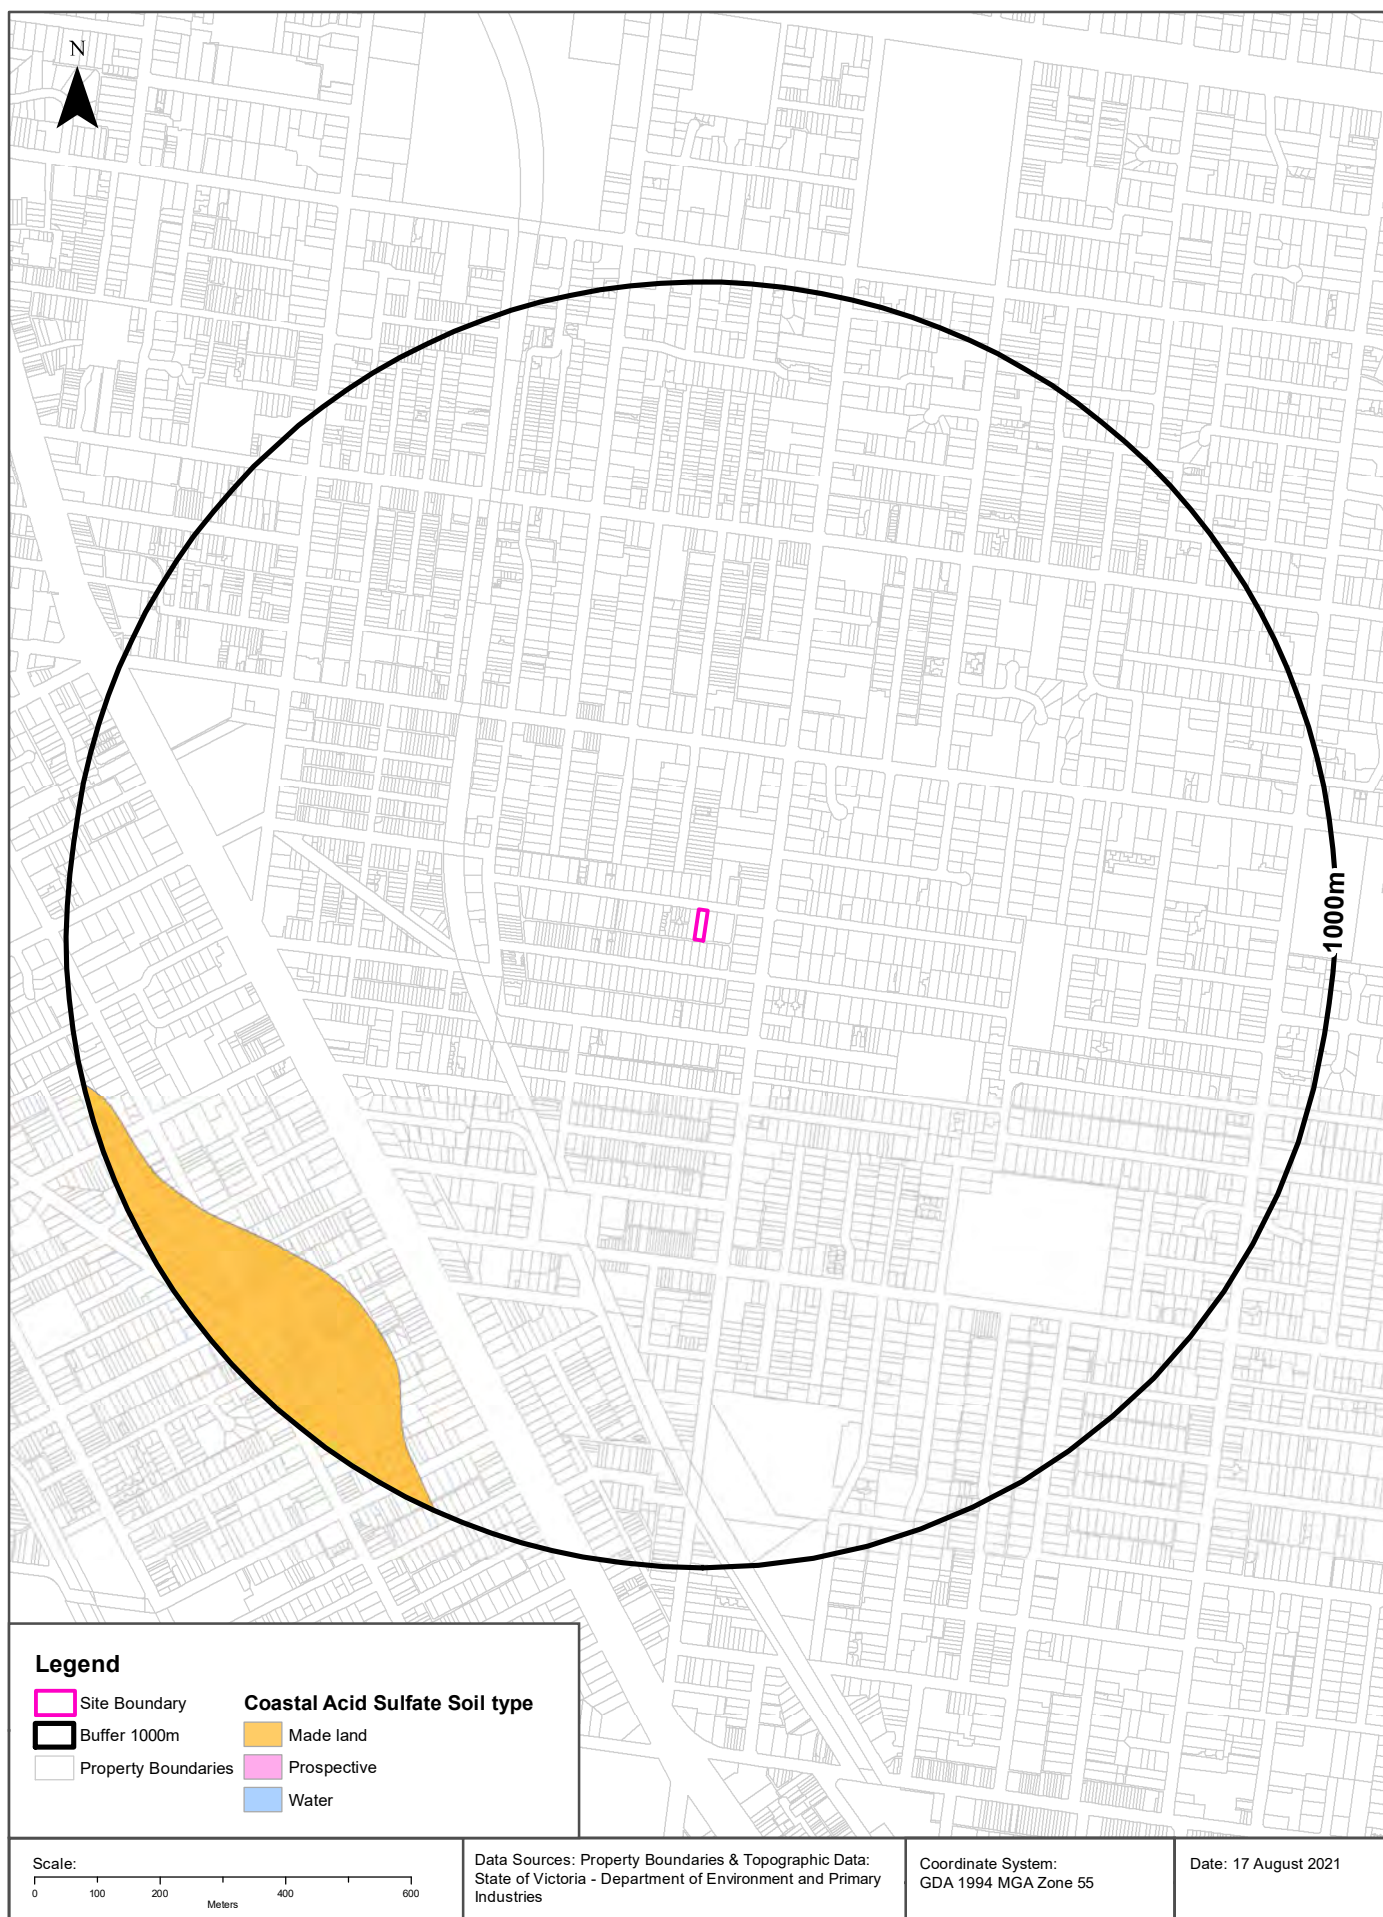 N
1000m
Legend
Site Boundary
Buffer 1000m
Property Boundaries
Coastal Acid Sulfate Soil type
Made land
Prospective
Water
Scale:
0 100 200 400 600
Meters
Data Sources: Property Boundaries & Topographic Data:
State of Victoria - Department of Environment and Primary
Industries
Coordinate System:
GDA 1994 MGA Zone 55
Date: 17 August 2021